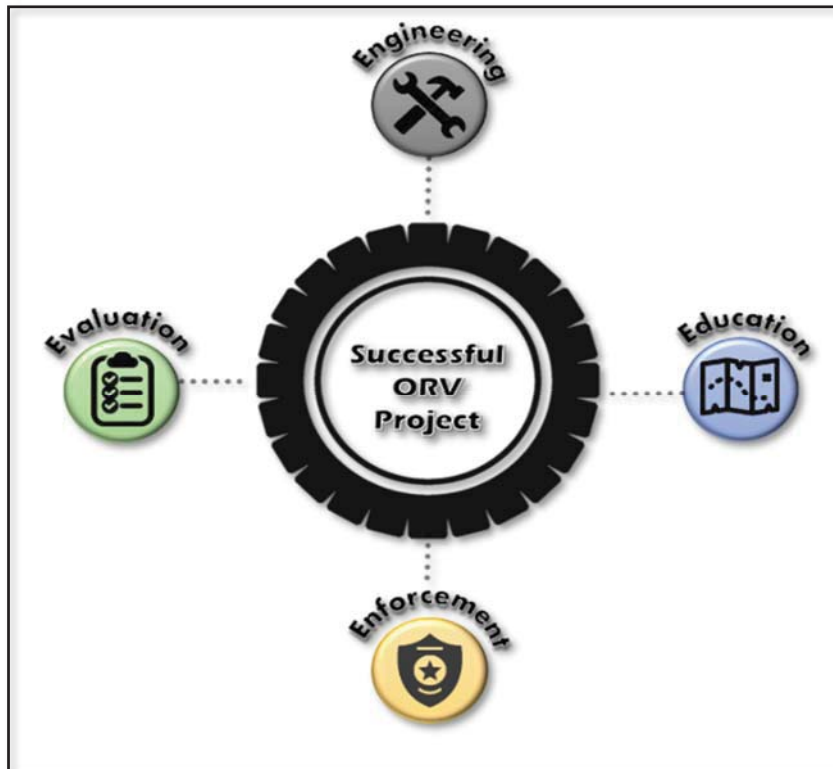 Engineering
Evaluation
Successful
ORV
Project
Education
Enforcement